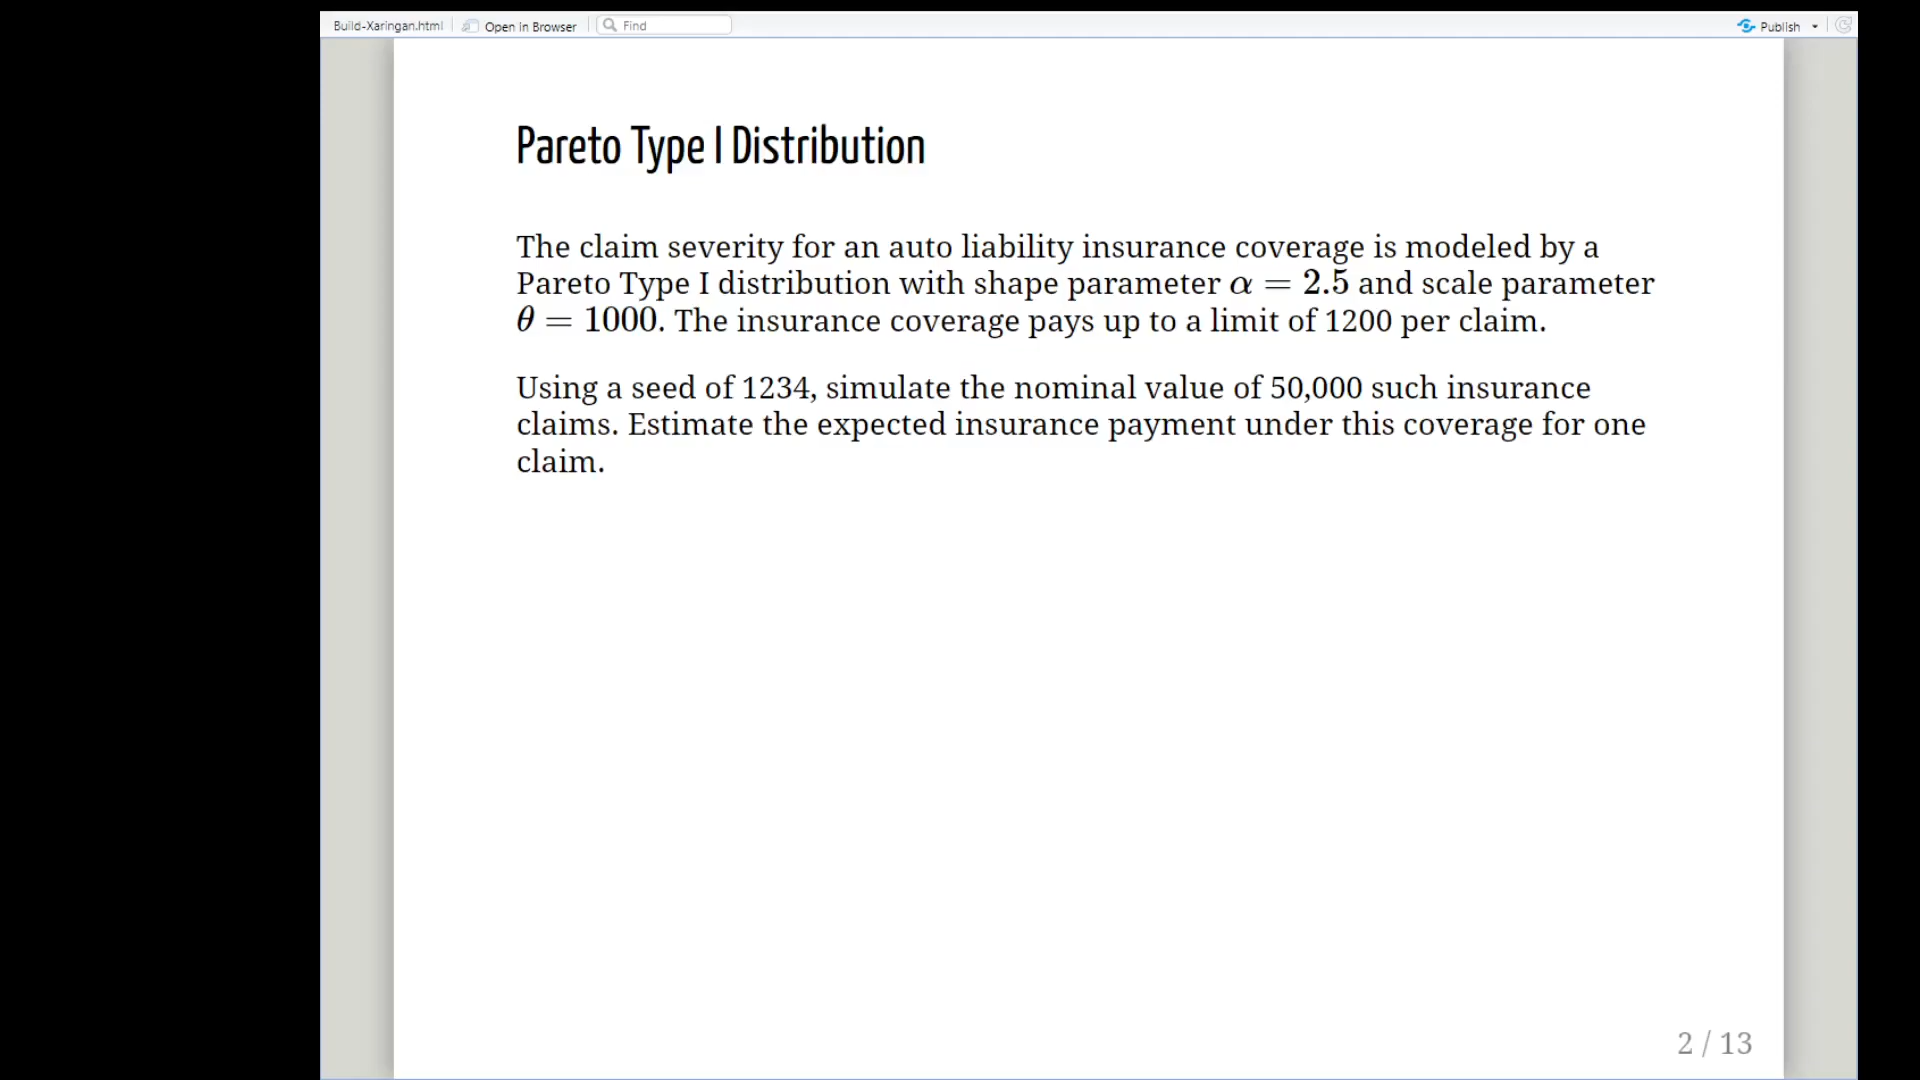 Build-Xaringan.html Open in Browser Find Publish
Pareto Type I Distribution
The claim severity for an auto liability insurance coverage is modeled by a
Pareto Type I distribution with shape parameter α = 2.5 and scale parameter
θ = 1000. The insurance coverage pays up to a limit of 1200 per claim.
Using a seed of 1234, simulate the nominal value of 50,000 such insurance
claims. Estimate the expected insurance payment under this coverage for one
claim.
2 / 13